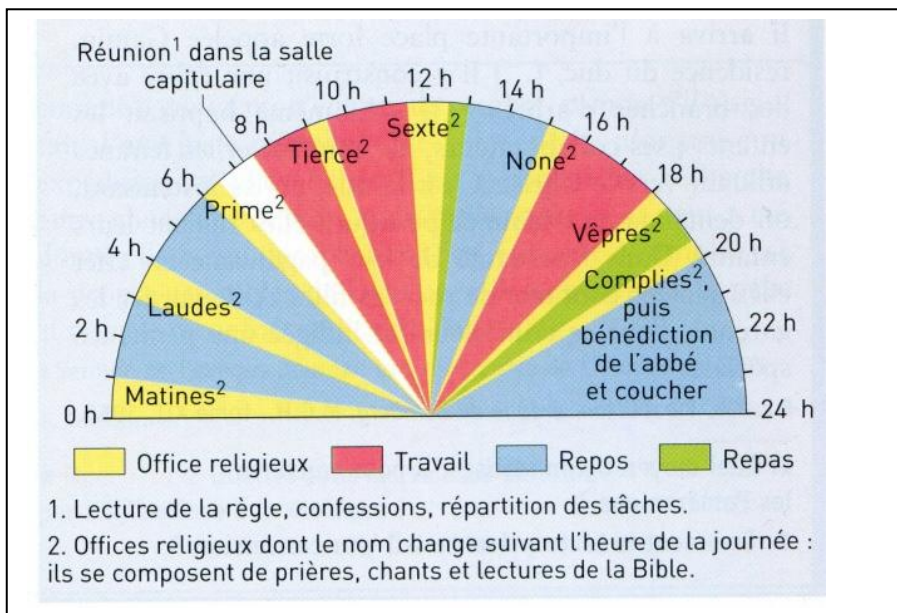 Réunion¹ dans la salle
capitulaire
0 h
2 h
4 h
6 h
8 h
10 h
12 h
14 h
16 h
18 h
20 h
22 h
24 h
Matines²
Laudes²
Prime²
Tierce²
Sexte²
None²
Vêpres²
Complies²,
puis
bénédiction
de l'abbé
et coucher
Office religieux
Travail
Repos
Repas
1. Lecture de la règle, confessions, répartition des tâches.
2. Offices religieux dont le nom change suivant l'heure de la journée :
ils se composent de prières, chants et lectures de la Bible.